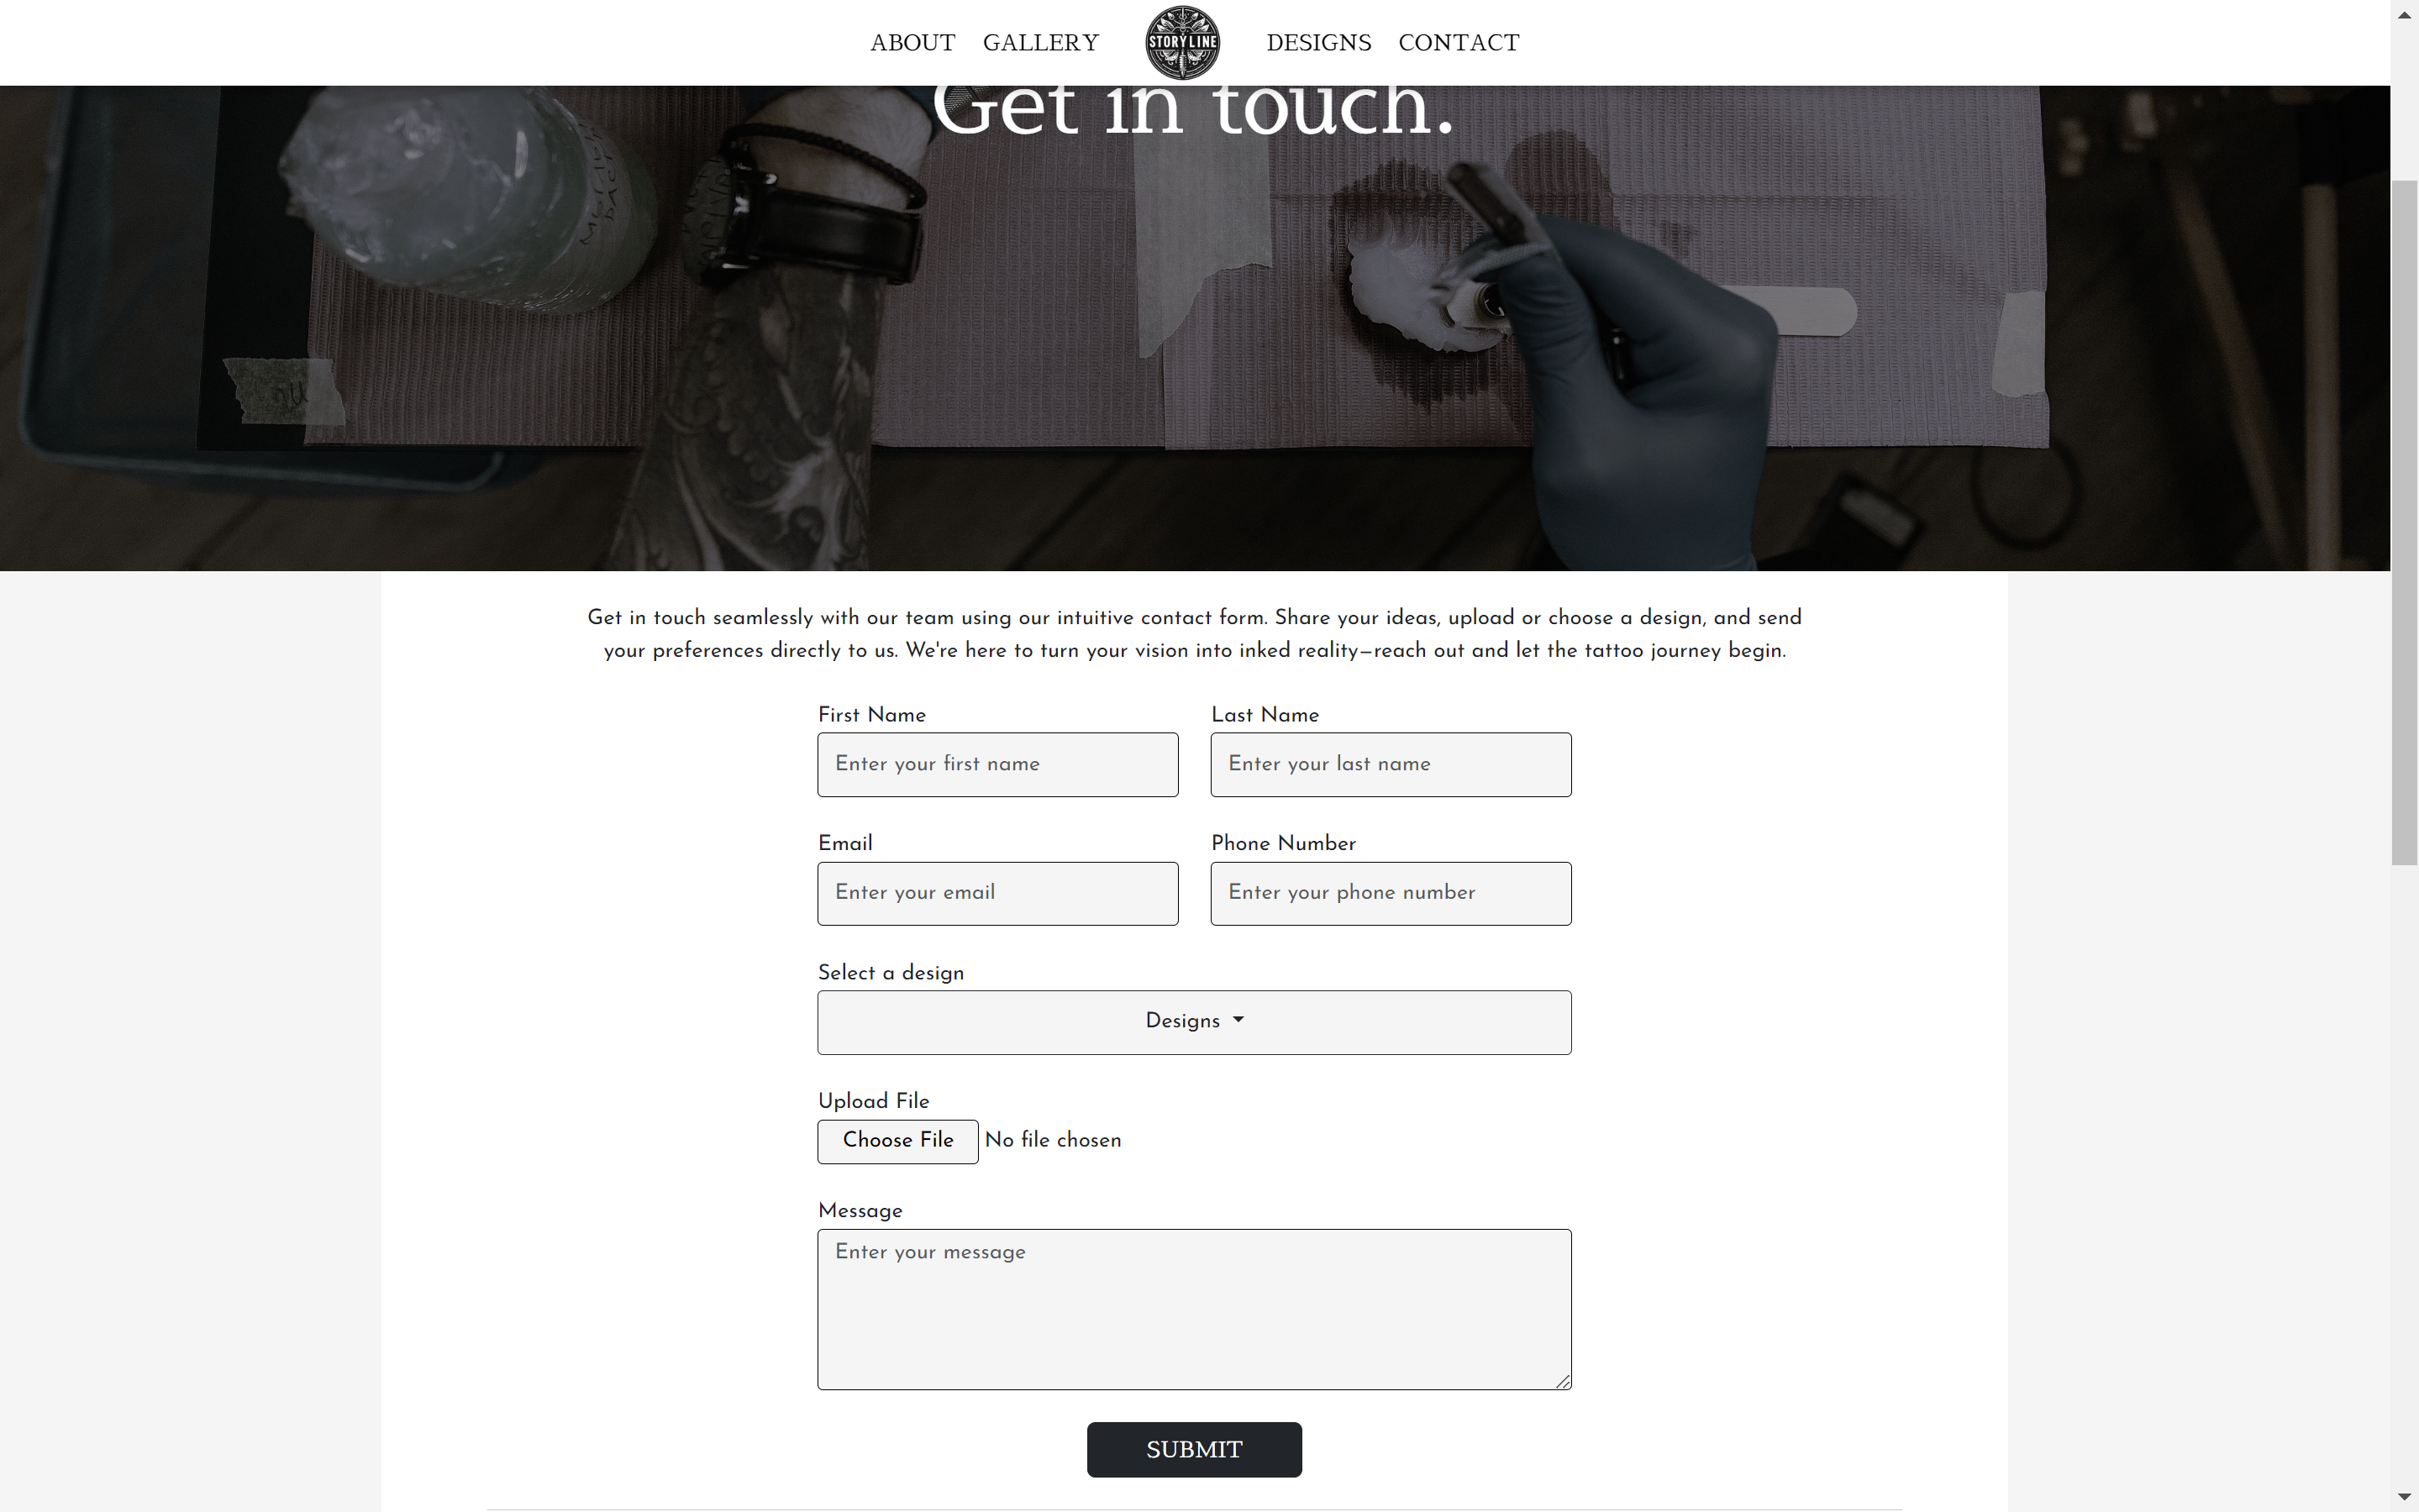 ABOUT GALLERY STORYLINE DESIGNS CONTACT
Get in touch.
Get in touch seamlessly with our team using our intuitive contact form. Share your ideas, upload or choose a design, and send
your preferences directly to us. We're here to turn your vision into inked reality—reach out and let the tattoo journey begin.
First Name Last Name
Enter your first name Enter your last name
Email Phone Number
Enter your email Enter your phone number
Select a design
Designs
Upload File
Choose File No file chosen
Message
Enter your message
SUBMIT